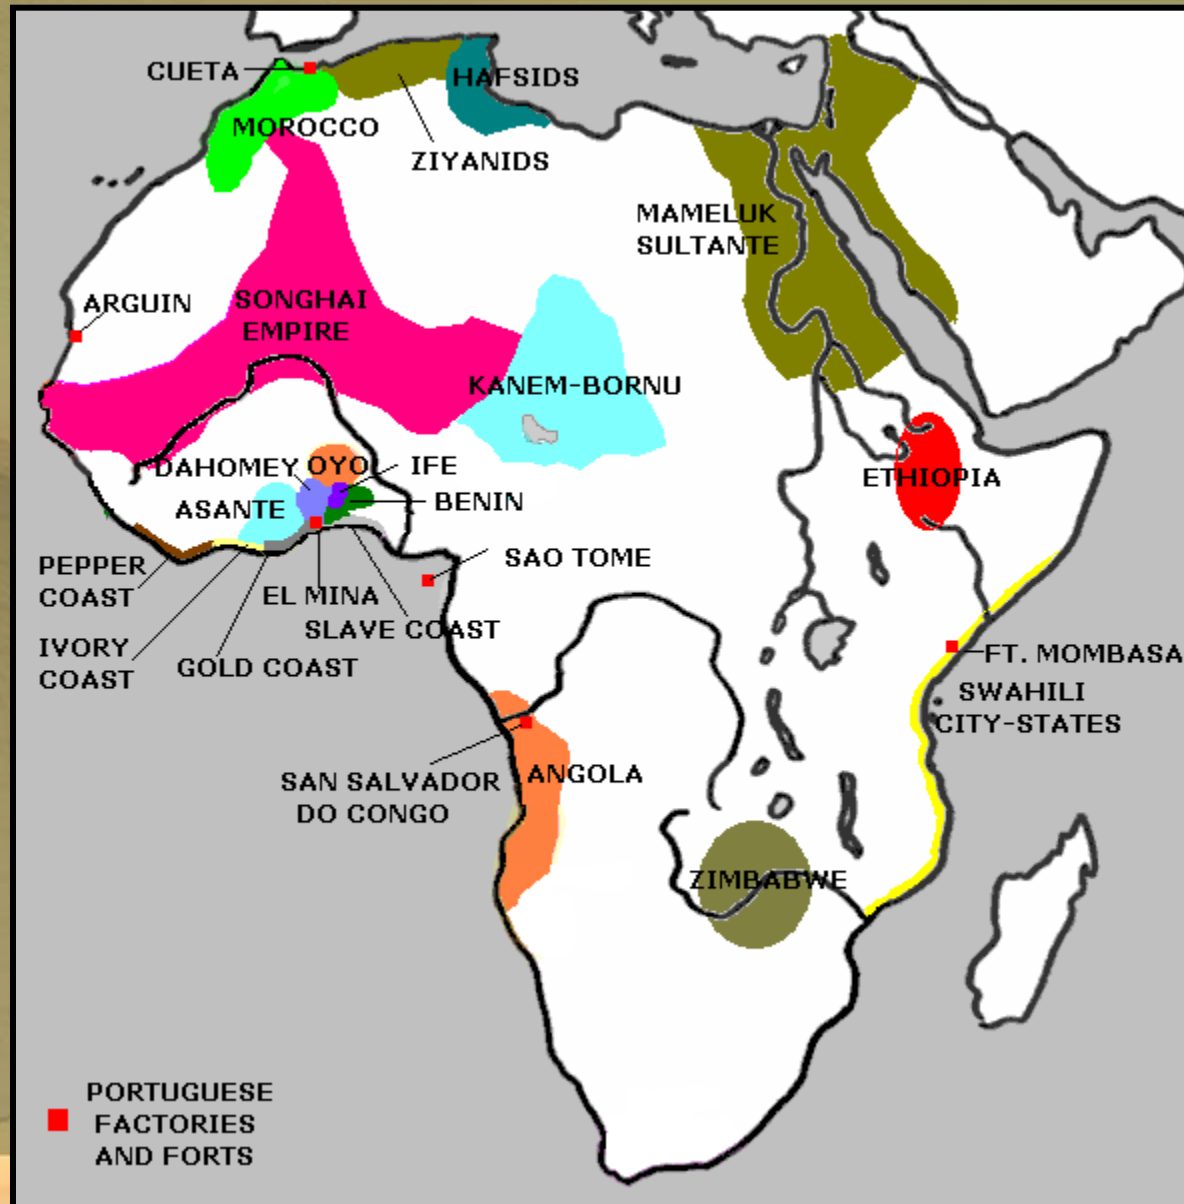 CUETA
HAFSIDS
MOROCCO
ZIYANIDS
MAMELUK
SULTANTE
ARGUIN
SONGHAI
EMPIRE
KANEM-BORNU
DAHOMEY
OYO
IFE
ETHIOPIA
ASANTE
BENIN
PEPPER
COAST
SAO TOME
EL MINA
SLAVE COAST
IVORY
COAST
GOLD COAST
FT. MOMBASA
SWAHILI
CITY-STATES
SAN SALVADOR
DO CONGO
ANGOLA
ZIMBABWE
PORTUGUESE
FACTORIES
AND FORTS